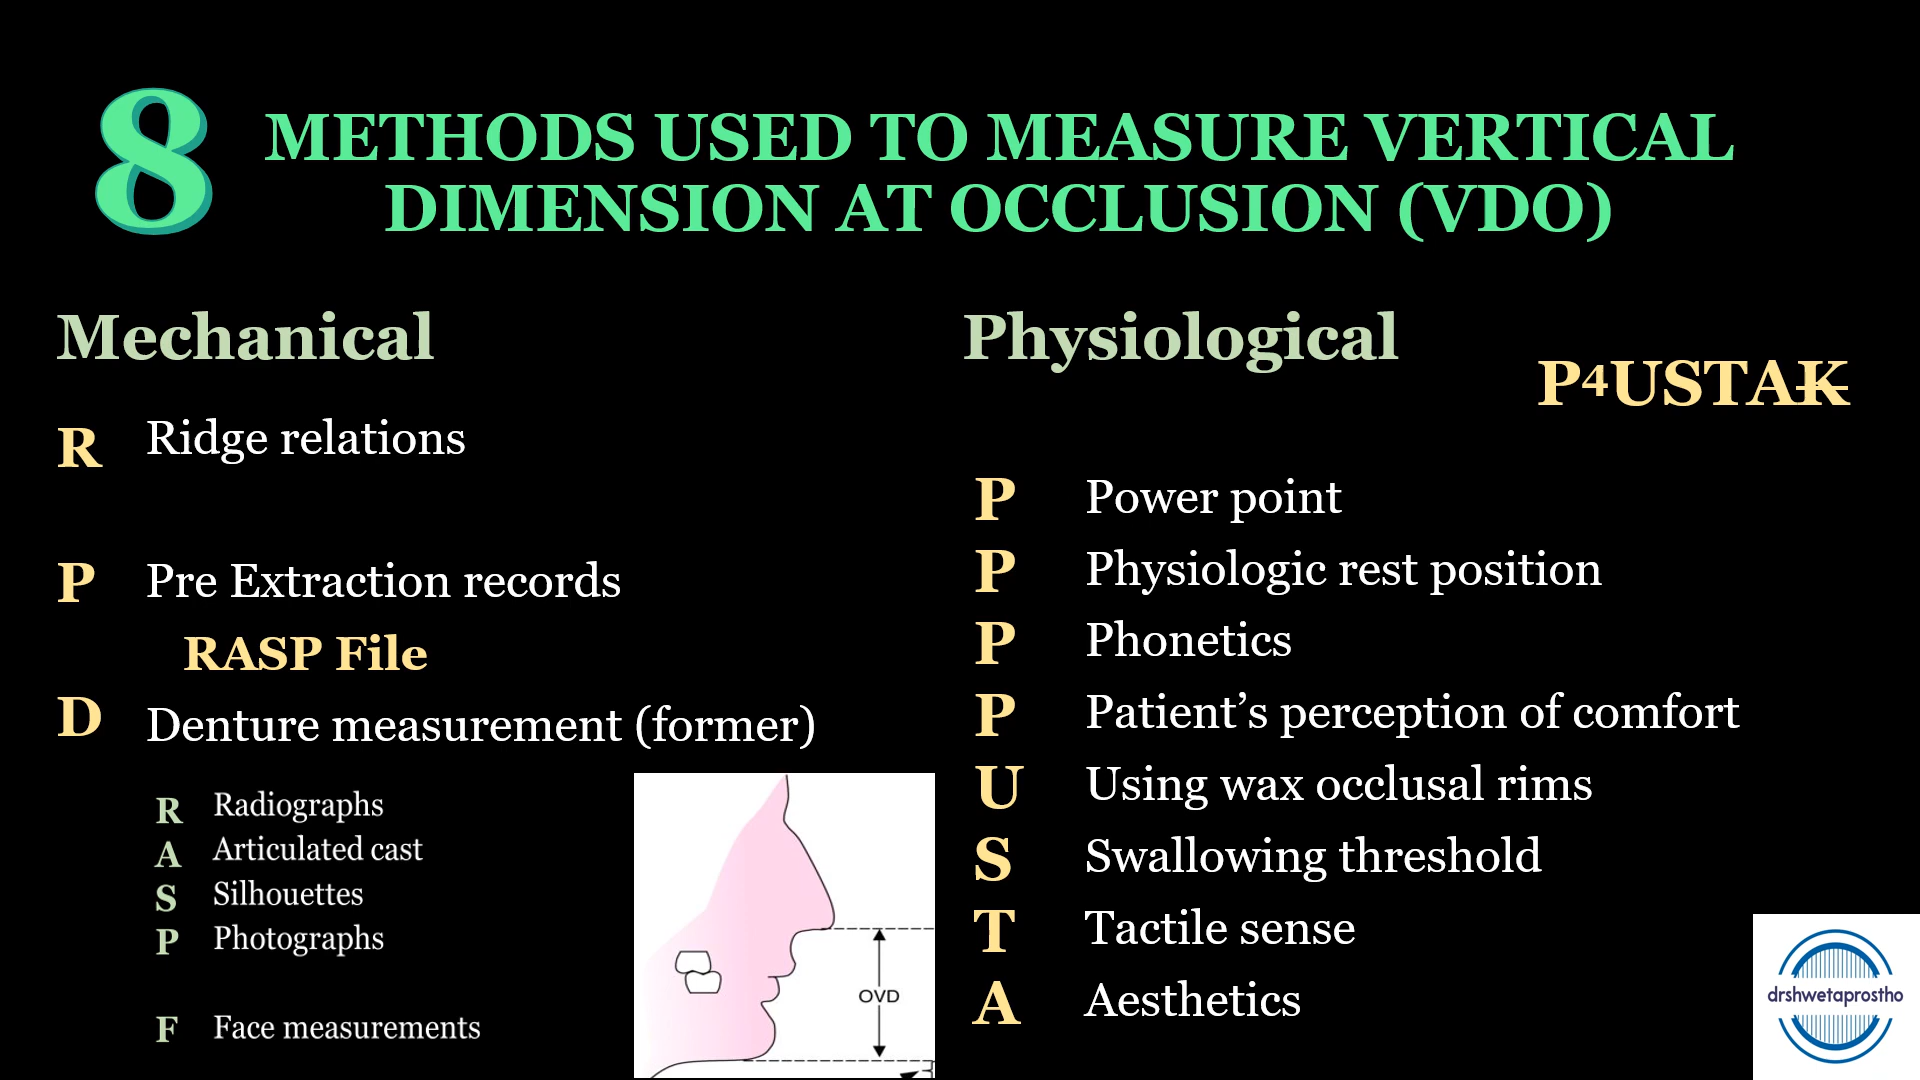 8
METHODS USED TO MEASURE VERTICAL
DIMENSION AT OCCLUSION (VDO)
Mechanical
R Ridge relations
P Pre Extraction records
RASP File
D Denture measurement (former)
R Radiographs
A Articulated cast
S Silhouettes
P Photographs
F Face measurements
OVD
Physiological
P4USTAK
P Power point
P Physiologic rest position
P Phonetics
P Patient’s perception of comfort
U Using wax occlusal rims
S Swallowing threshold
T Tactile sense
A Aesthetics
drshwetaprostho